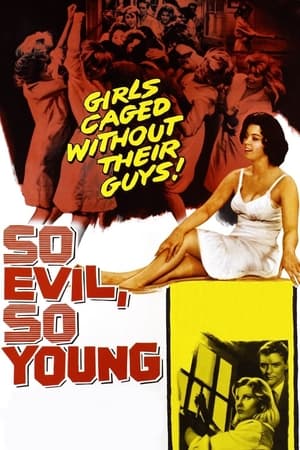 GIRLS
CAGED
WITHOUT
THEIR
GUYS!
SO
EVIL,
SO
YOUNG